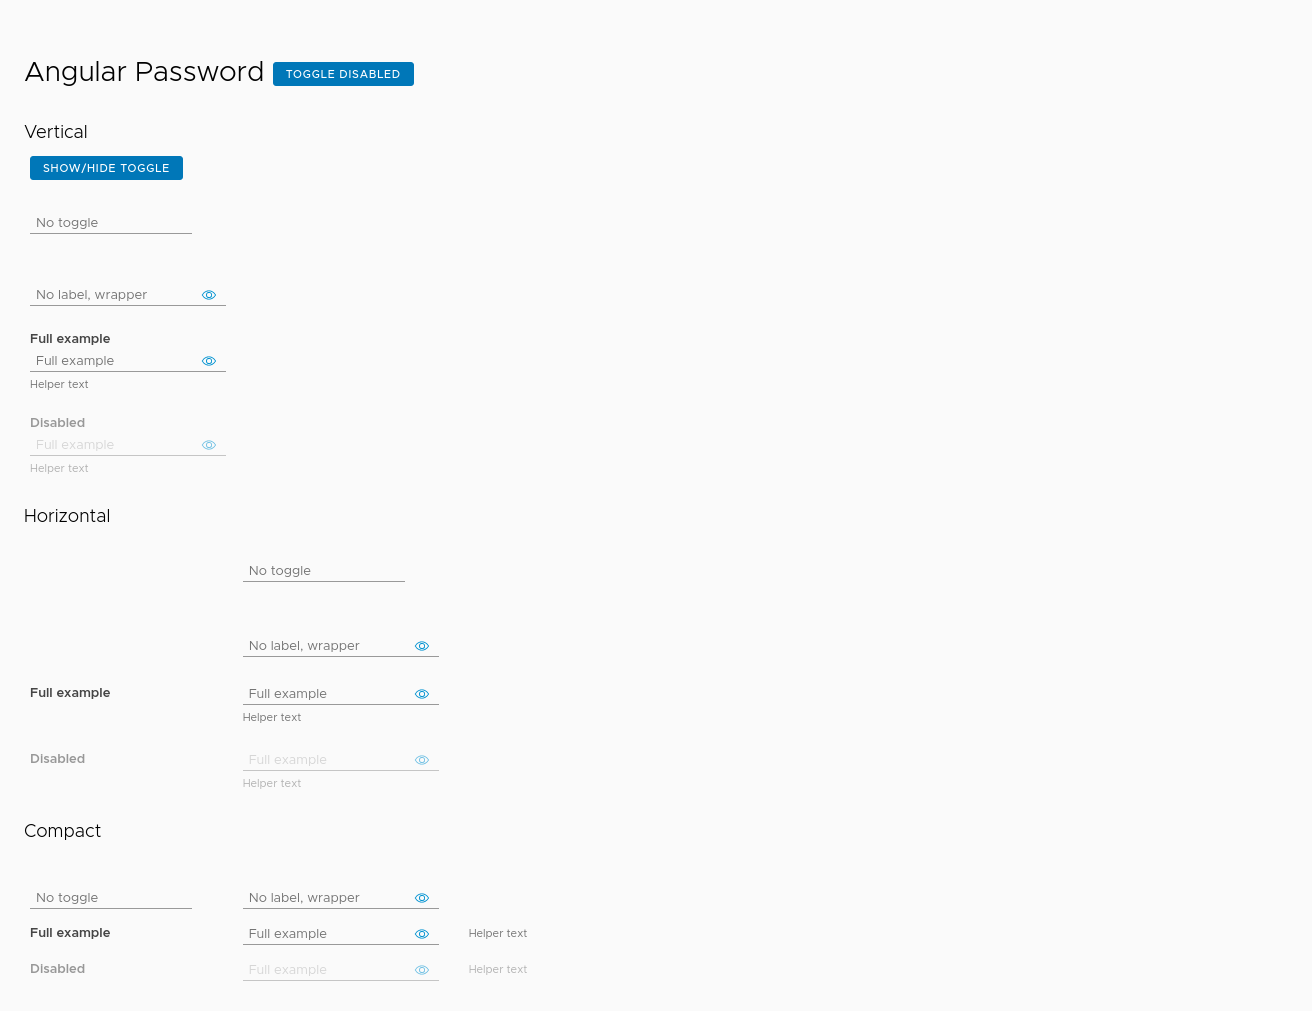 Angular Password TOGGLE DISABLED
Vertical
SHOW/HIDE TOGGLE
No toggle
No label, wrapper
Full example
Full example
Helper text
Disabled
Full example
Helper text
Horizontal
No toggle
No label, wrapper
Full example Full example
Helper text
Disabled Full example
Helper text
Compact
No toggle No label, wrapper
Full example Full example Helper text
Disabled Full example Helper text